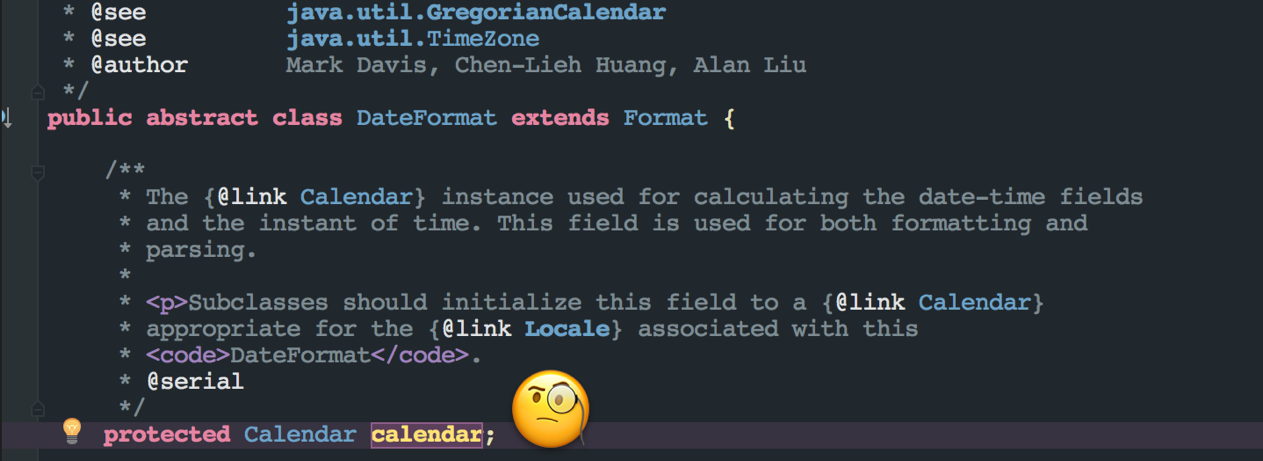 * @see java.util.GregorianCalendar
* @see java.util.TimeZone
* @author Mark Davis, Chen-Lieh Huang, Alan Liu
*/
public abstract class DateFormat extends Format {
/**
* The {@link Calendar} instance used for calculating the date-time fields
* and the instant of time. This field is used for both formatting and
* parsing.
*
* <p>Subclasses should initialize this field to a {@link Calendar}
* appropriate for the {@link Locale} associated with this
* <code>DateFormat</code>.
* @serial
*/
protected Calendar calendar;